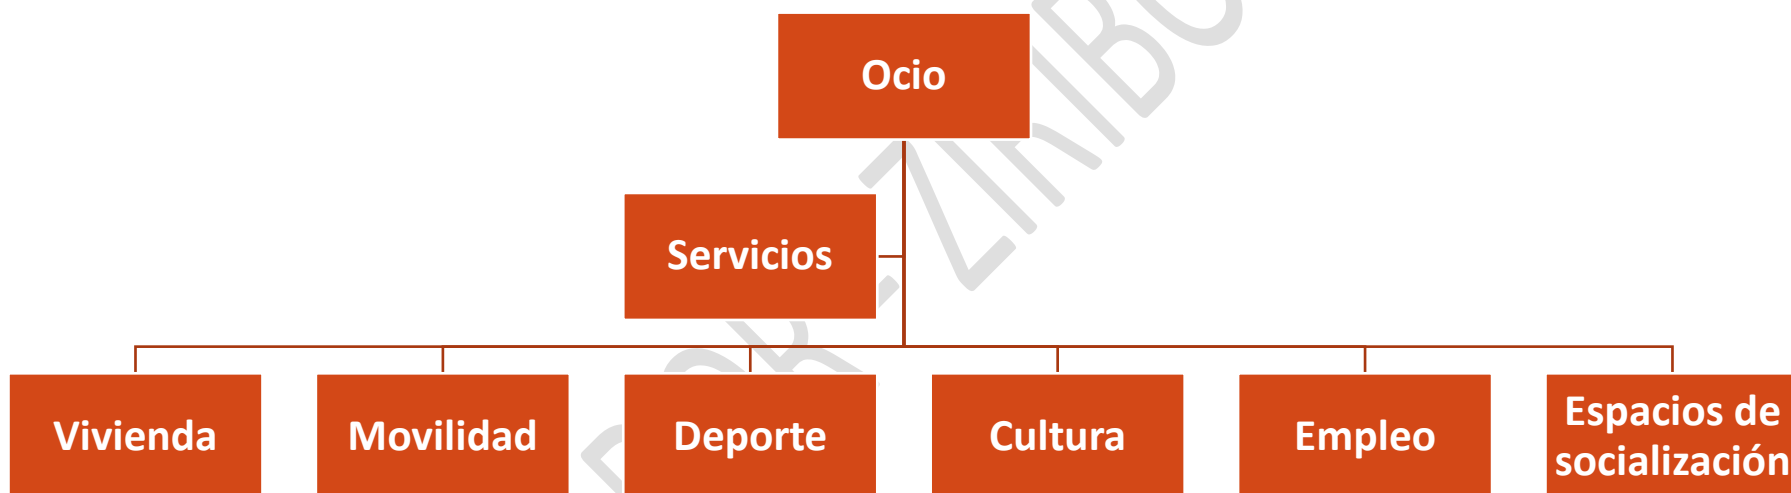 Ocio
Servicios
Vivienda
Movilidad
Deporte
Cultura
Empleo
Espacios de
socialización